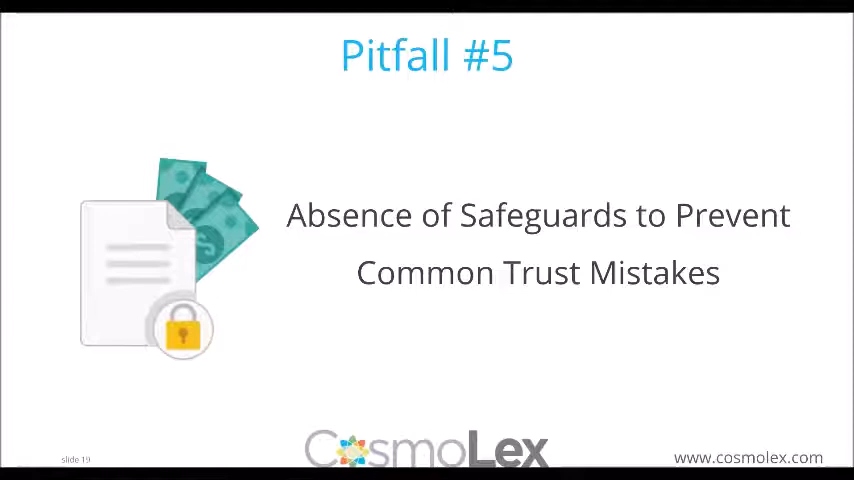 Pitfall #5
Absence of Safeguards to Prevent
Common Trust Mistakes
slide 19
CosmoLex
www.cosmolex.com